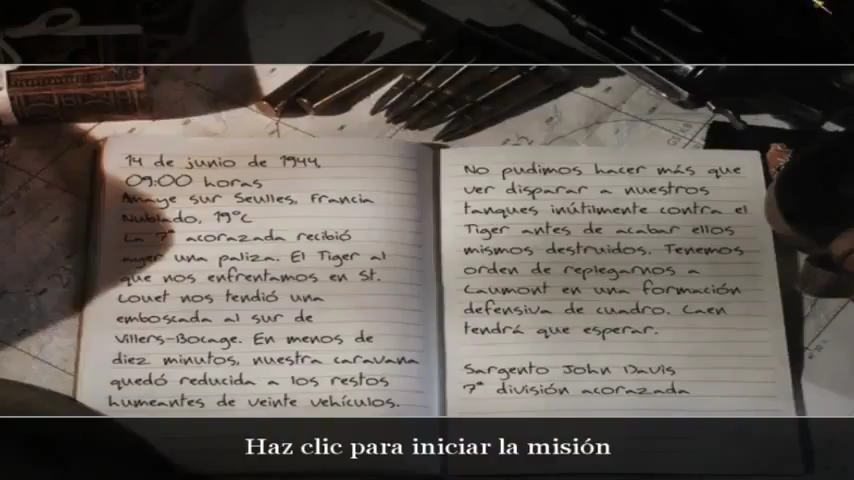 14 de junio de 1944
09:00 horas
Amaye sur Seulles, Francia
Nublado, 19°C
La 7ª acorazada recibió
ayer una paliza. El Tiger al
que nos enfrentamos en St.
Louet nos tendió una
emboscada al sur de
Villers-Bocage. En menos de
diez minutos, nuestra caravana
quedó reducida a los restos
humeantes de veinte vehículos.
No pudimos hacer más que
ver disparar a nuestros
tanques inútilmente contra el
Tiger antes de acabar ellos
mismos destruidos. Tenemos
orden de replegarnos a
Caumont en una formación
defensiva de cuadro. Caen
tendrá que esperar.
Sargento John Davis
7ª división acorazada
Haz clic para iniciar la misión